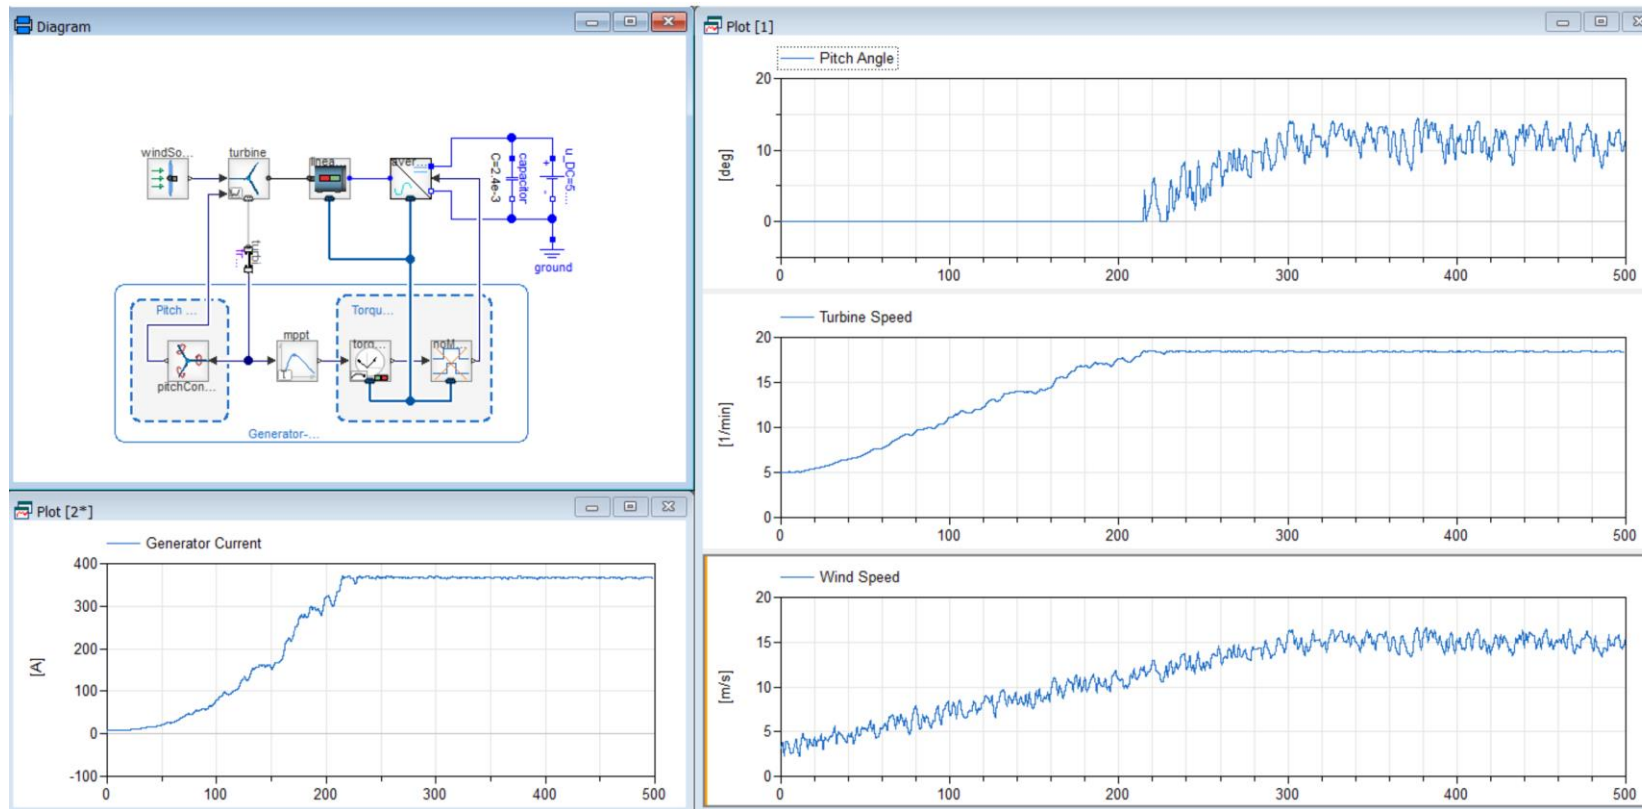 Diagram
windSo...
turbine
linea
aver
capacitor
C=2.4e-3
u_DC=5...
+
-
ground
turbi
Pitch ...
Torqu...
mppt
torq...
noM...
pitchCon...
Generator-...
Plot [2*]
Generator Current
400
300
200
100
0
-100
[A]
0 100 200 300 400 500
Plot [1]
Pitch Angle
20
10
0
[deg]
0 100 200 300 400 500
Turbine Speed
20
15
10
5
0
[1/min]
0 100 200 300 400 500
Wind Speed
20
15
10
5
0
[m/s]
0 100 200 300 400 500